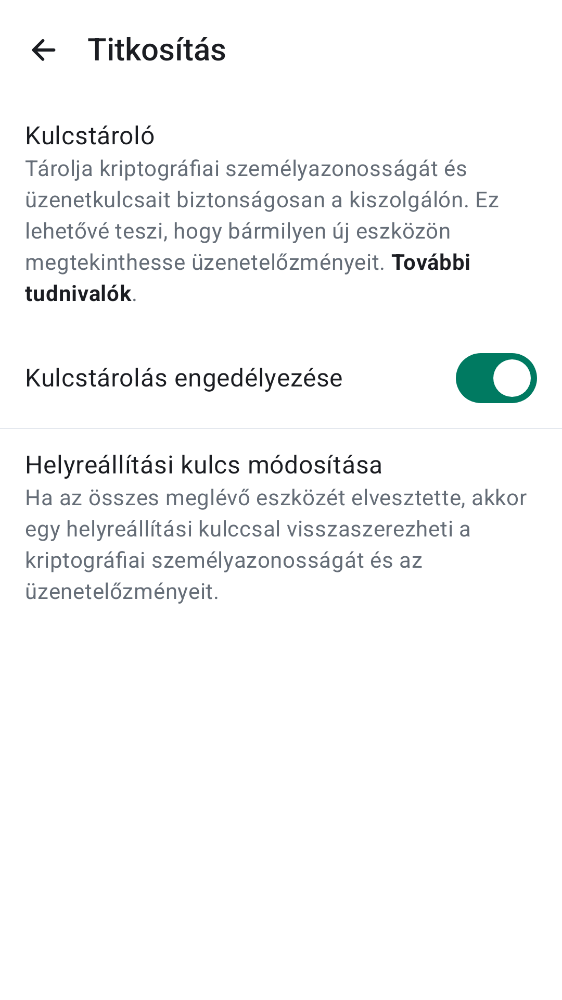 Titkosítás
Kulcstároló
Tárolja kriptográfiai személyazonosságát és
üzenetkulcsait biztonságosan a kiszolgálón. Ez
lehetővé teszi, hogy bármilyen új eszközön
megtekinthesse üzenetelőzményeit. További
tudnivalók.
Kulcstárolás engedélyezése
Helyreállítási kulcs módosítása
Ha az összes meglévő eszközét elvesztette, akkor
egy helyreállítási kulccsal visszaszerezheti a
kriptográfiai személyazonosságát és az
üzenetelőzményeit.